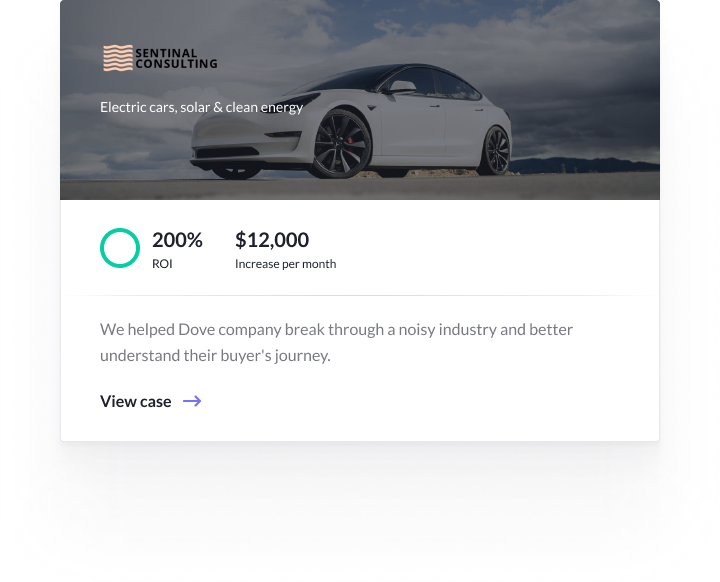 SENTINAL
CONSULTING
Electric cars, solar & clean energy
200%
ROI
$12,000
Increase per month
We helped Dove company break through a noisy industry and better
understand their buyer's journey.
View case